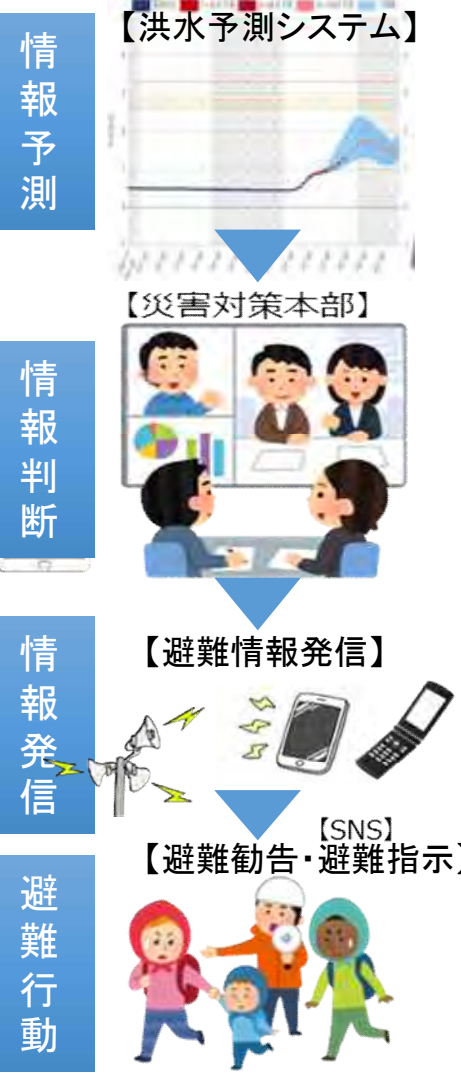 情報予測
【洪水予測システム】
情報判断
【災害対策本部】
情報発信
【避難情報発信】
【SNS】
避難行動
【避難勧告・避難指示】